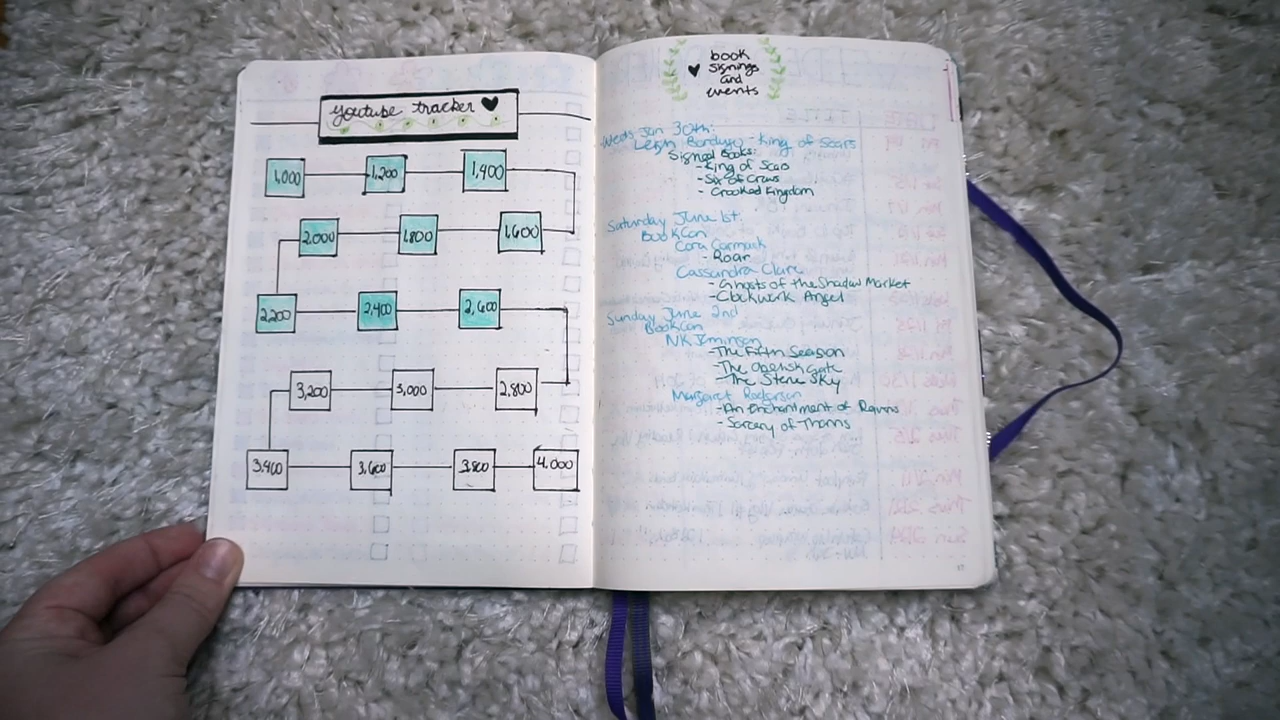 youtube tracker
1,000 1,200 1,400
2,000 1,800 1,600
2,200 2,400 2,600
3,200 3,000 2,800
3,400 3,600 3,800 4,000
book
signings
and
events
Weds Jan 30th:
Leigh Bardugo - King of Scars
Signed Books:
- King of Scars
- Six of Crows
- Crooked Kingdom
Saturday June 1st:
BookCon
Cora Carmack
- Roar
Cassandra Clare
- Ghosts of the Shadow Market
- Clockwork Angel
Sunday June 2nd
BookCon
NK Jemison
- The Fifth Season
- The Obelisk Gate
- The Stone Sky
Margaret Rogerson
- An Enchantment of Ravens
- Sorcery of Thorns